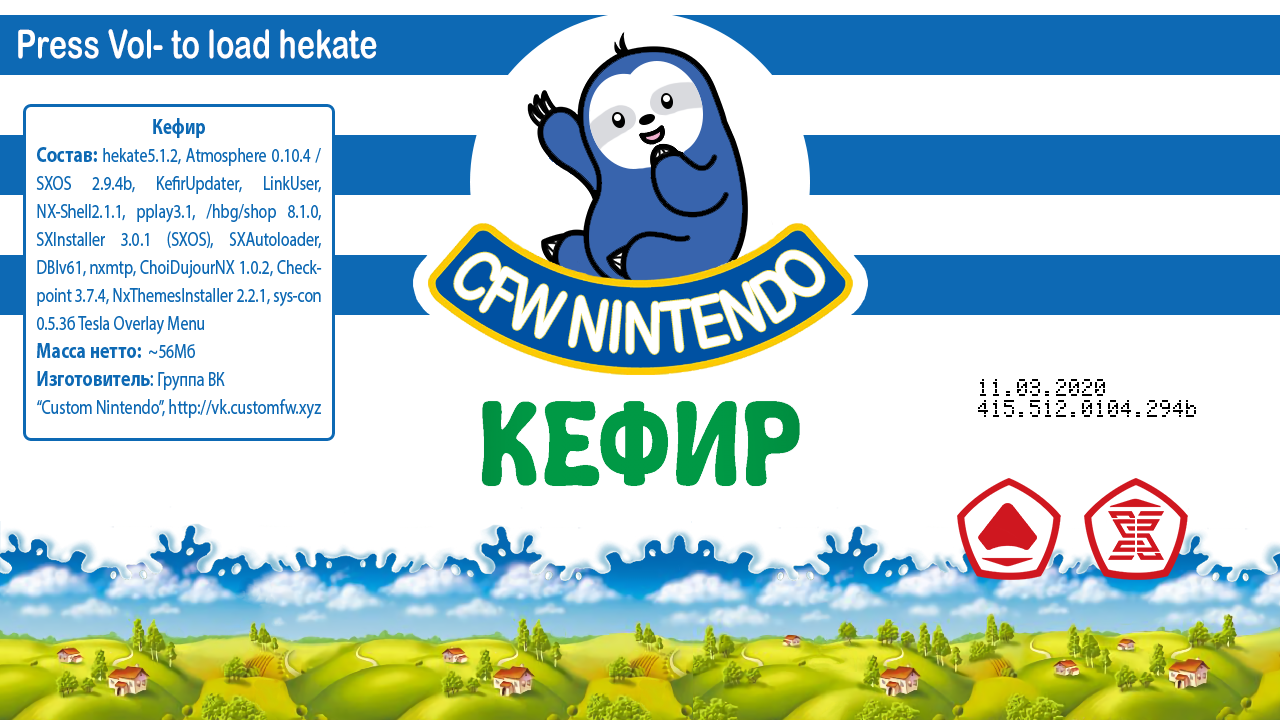 Press Vol- to load hekate
Кефир
Состав: hekate5.1.2, Atmosphere 0.10.4 /
SXOS 2.9.4b, KefirUpdater, LinkUser,
NX-Shell2.1.1, pplay3.1, /hbg/shop 8.1.0,
SXInstaller 3.0.1 (SXOS), SXAutoloader,
DBIv61, nxmtp, ChoiDujourNX 1.0.2, Check-
point 3.7.4, NxThemesInstaller 2.2.1, sys-con
0.5.36 Tesla Overlay Menu
Масса нетто: ~56Мб
Изготовитель: Группа ВК
“Custom Nintendo”, http://vk.customfw.xyz
CFW NINTENDO
КЕФИР
11.03.2020
415.512.0104.294b